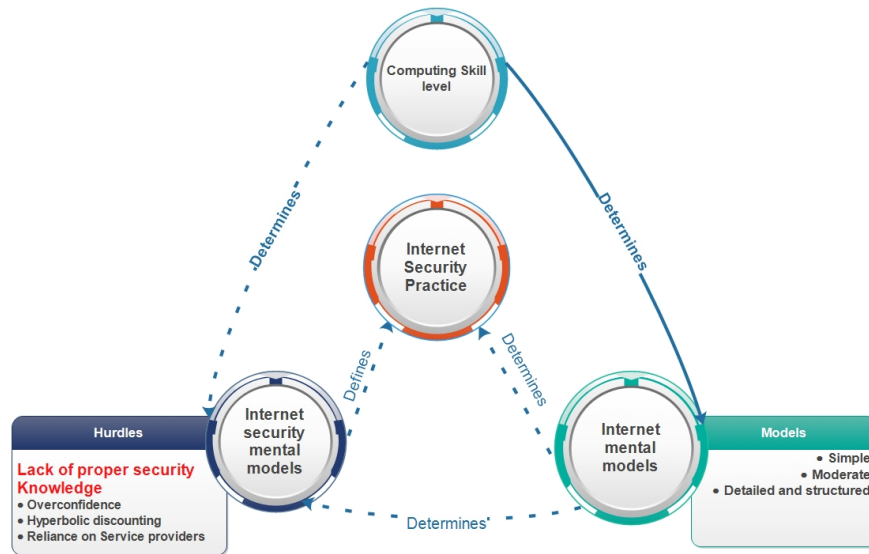 Computing Skill
level
Determines
Determines
Internet
Security
Practice
Defines
Determines
Hurdles
Lack of proper security
Knowledge
• Overconfidence
• Hyperbolic discounting
• Reliance on Service providers
Internet
security
mental
models
Internet
mental
models
Models
• Simple
• Moderate
• Detailed and structured
Determines